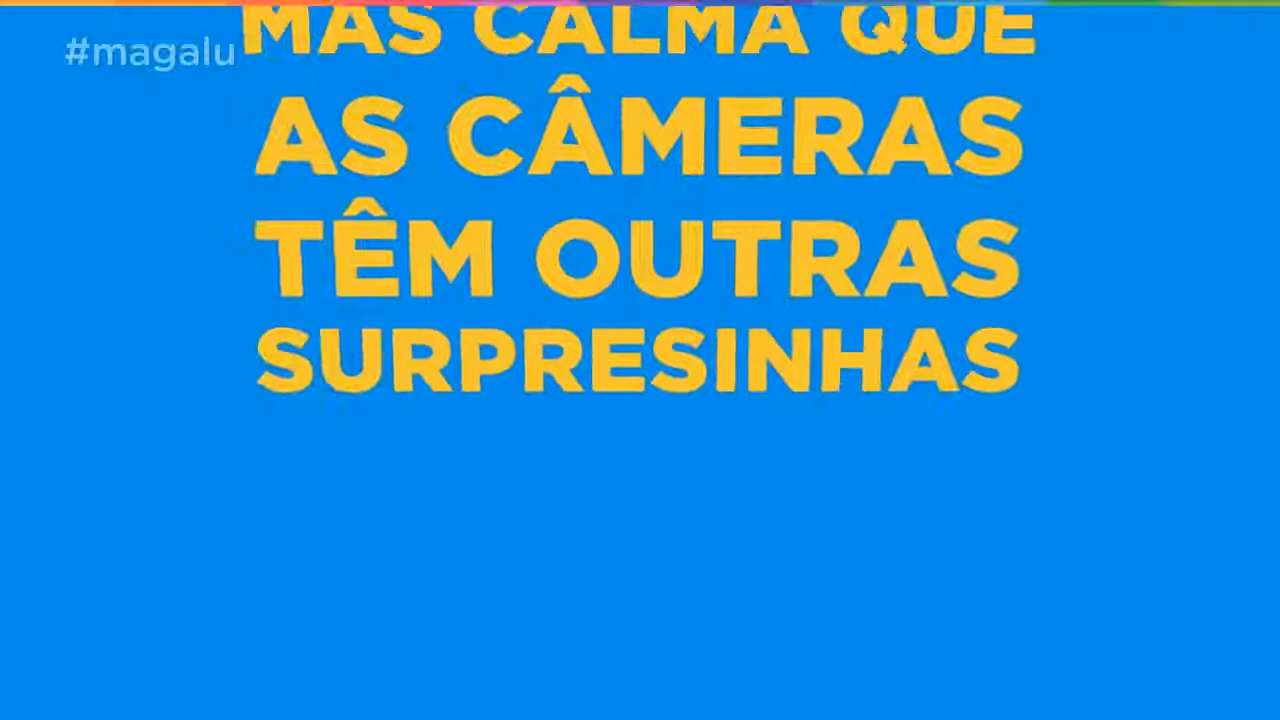 #magalu
MAS CALMA QUE
AS CÂMERAS
TÊM OUTRAS
SURPRESINHAS